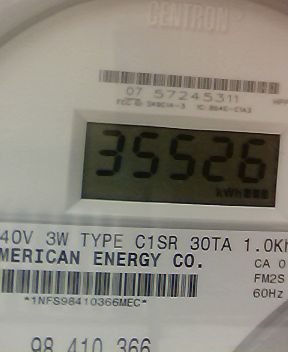 CENTRON
07 57245311
35526
kWh
40V 3W TYPE C1SR 30TA 1.0Kh
MERICAN ENERGY CO.
CA 0
FM2S
60Hz
*1NFS98410366MEC*
98 410 366